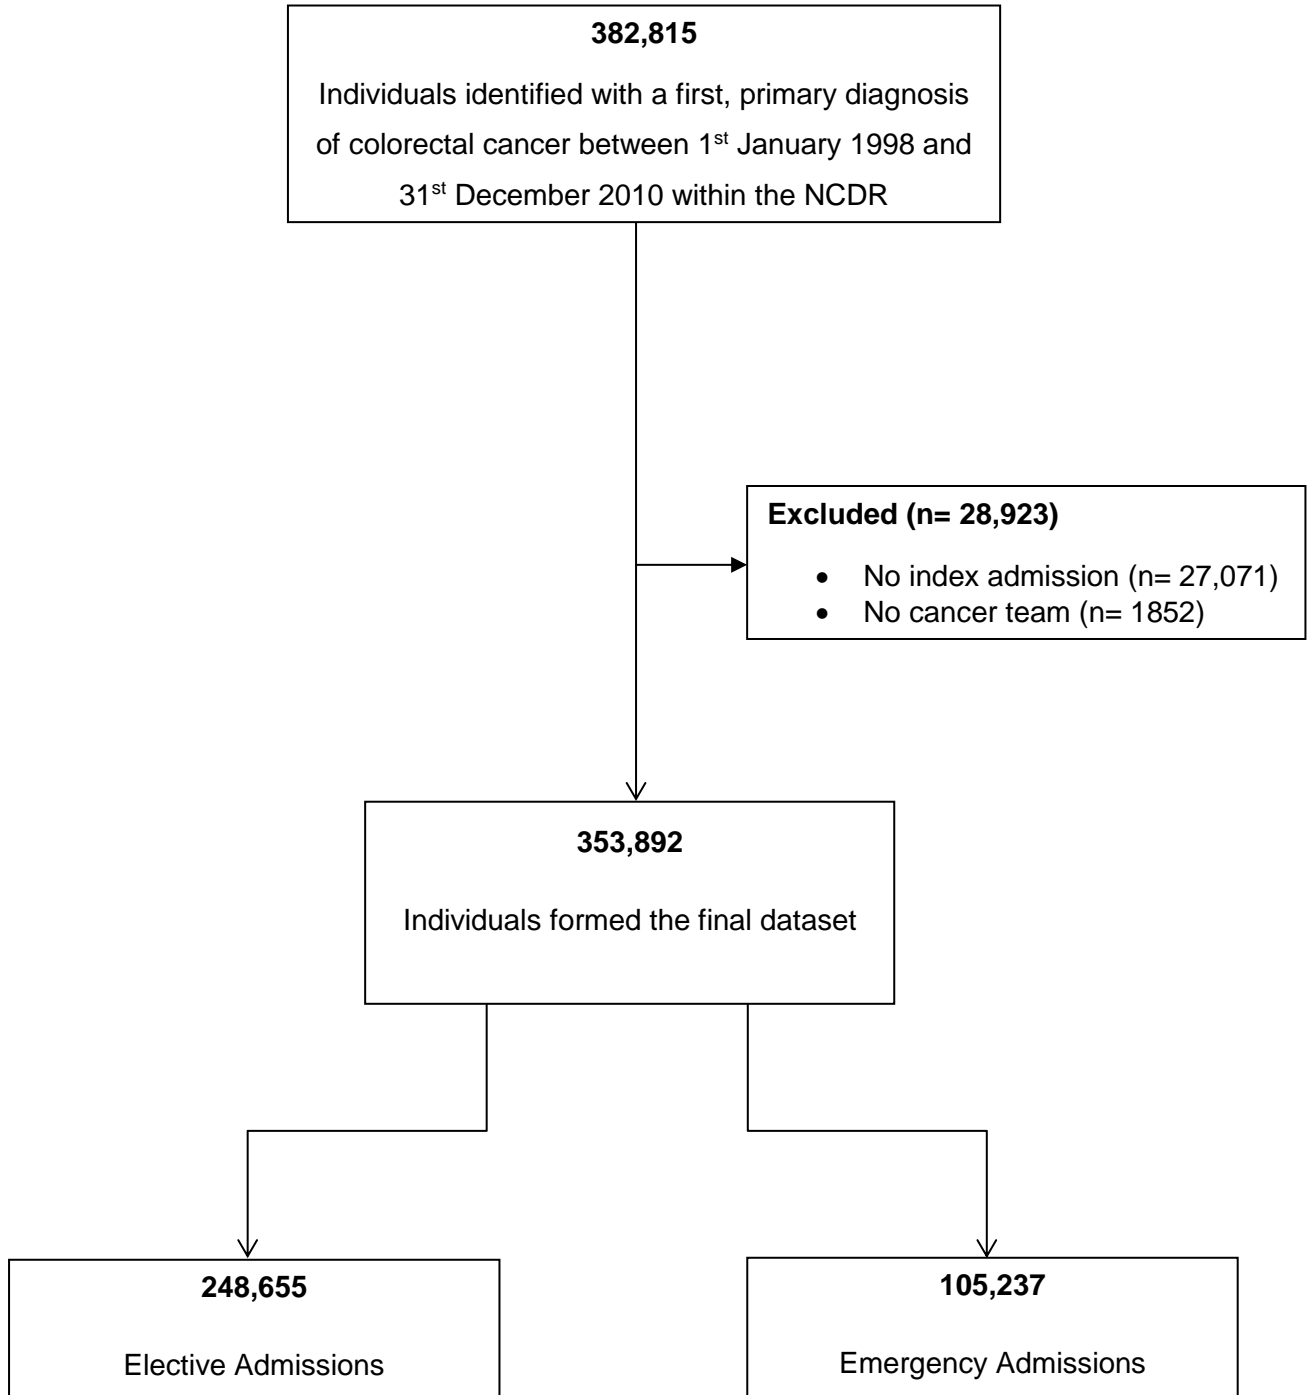 382,815
Individuals identified with a first, primary diagnosis
of colorectal cancer between 1st January 1998 and
31st December 2010 within the NCDR
Excluded (n= 28,923)
• No index admission (n= 27,071)
• No cancer team (n= 1852)
353,892
Individuals formed the final dataset
248,655
Elective Admissions
105,237
Emergency Admissions